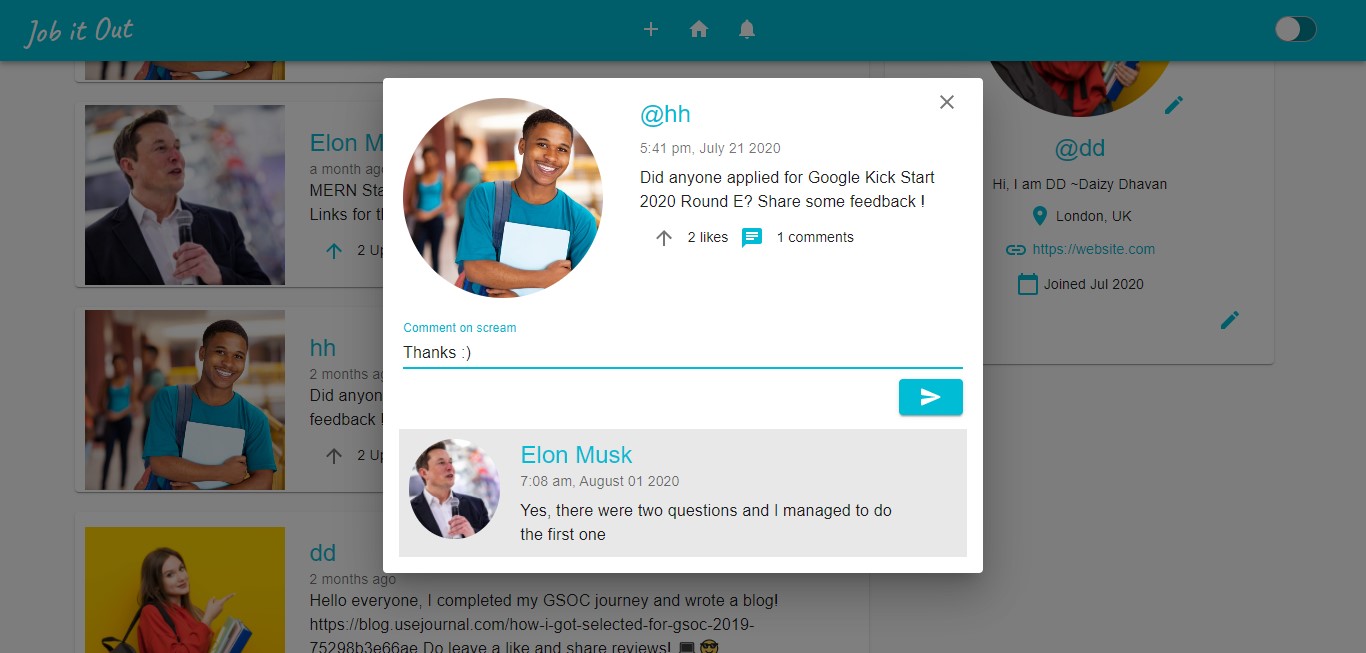 Job it Out
Elon M
a month ago
MERN Sta
Links for th
2 Up
hh
2 months ag
Did anyon
feedback !
2 Up
dd
2 months ago
Hello everyone, I completed my GSOC journey and wrote a blog!
https://blog.usejournal.com/how-i-got-selected-for-gsoc-2019-
75298b3e66ae Do leave a like and share reviews! 💻😎
@hh
5:41 pm, July 21 2020
Did anyone applied for Google Kick Start
2020 Round E? Share some feedback !
2 likes 1 comments
Comment on scream
Thanks :)
Elon Musk
7:08 am, August 01 2020
Yes, there were two questions and I managed to do
the first one
@dd
Hi, I am DD ~Daizy Dhavan
London, UK
https://website.com
Joined Jul 2020